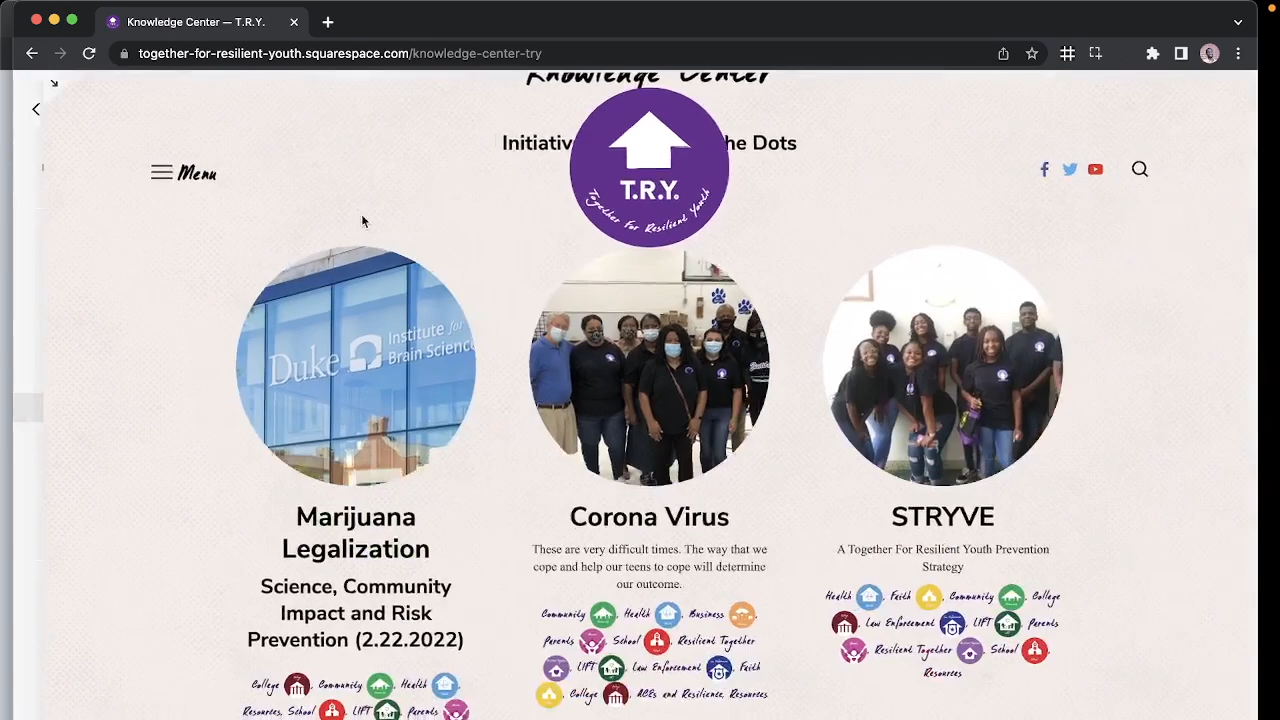 Knowledge Center — T.R.Y.
together-for-resilient-youth.squarespace.com/knowledge-center-try
Knowledge Center
Initiativ he Dots
Menu
T.R.Y.
Together For Resilient Youth
Duke Institute for
Brain Science
Marijuana
Legalization
Science, Community
Impact and Risk
Prevention (2.22.2022)
College , Community , Health ,
Resources, School , LIFT , Parents
Corona Virus
These are very difficult times. The way that we
cope and help our teens to cope will determine
our outcome.
Community , Health , Business ,
Parents , School , Resilient Together
, LIFT , Law Enforcement , Faith
, College , ACEs and Resilience, Resources
STRYVE
A Together For Resilient Youth Prevention
Strategy
Health , Faith , Community , College
, Law Enforcement , LIFT , Parents
, Resilient Together , School ,
Resources